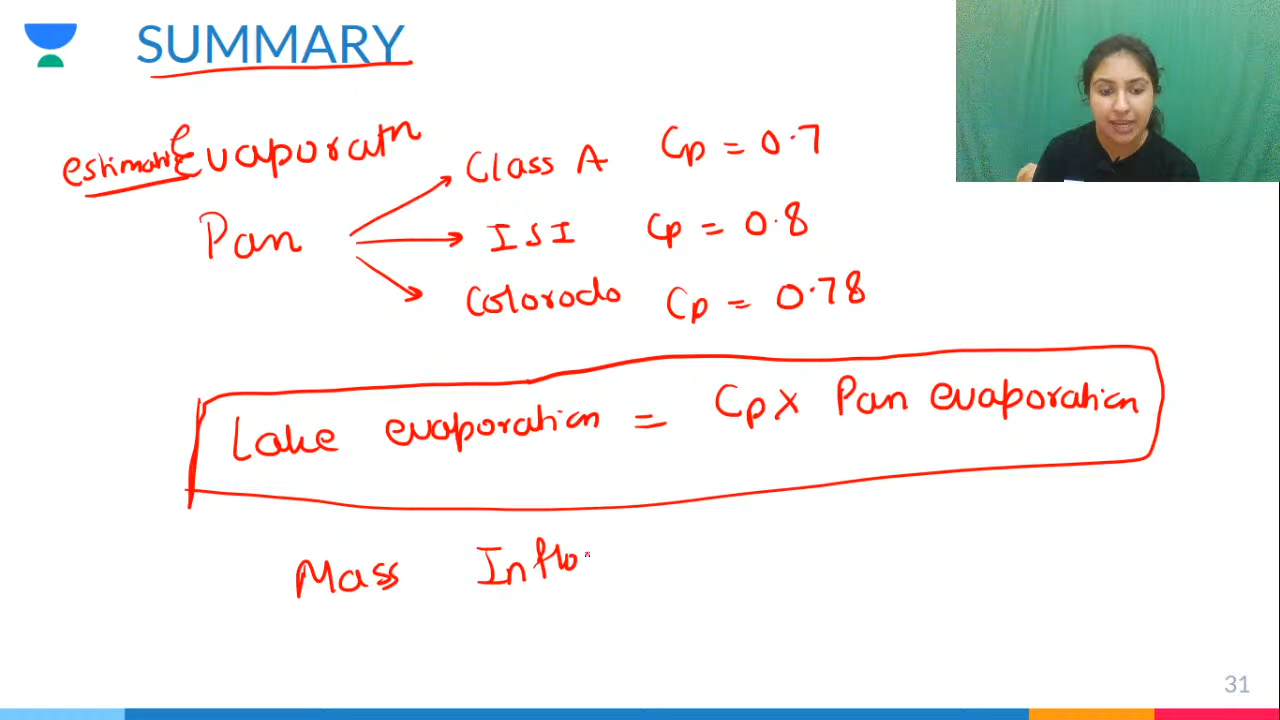 SUMMARY
estimate Evaporatn
Pan
Class A Cp = 0.7
ISI Cp = 0.8
Colorodo Cp = 0.78
Lake evaporation = Cp x Pan evaporation
Mass Inflo
31